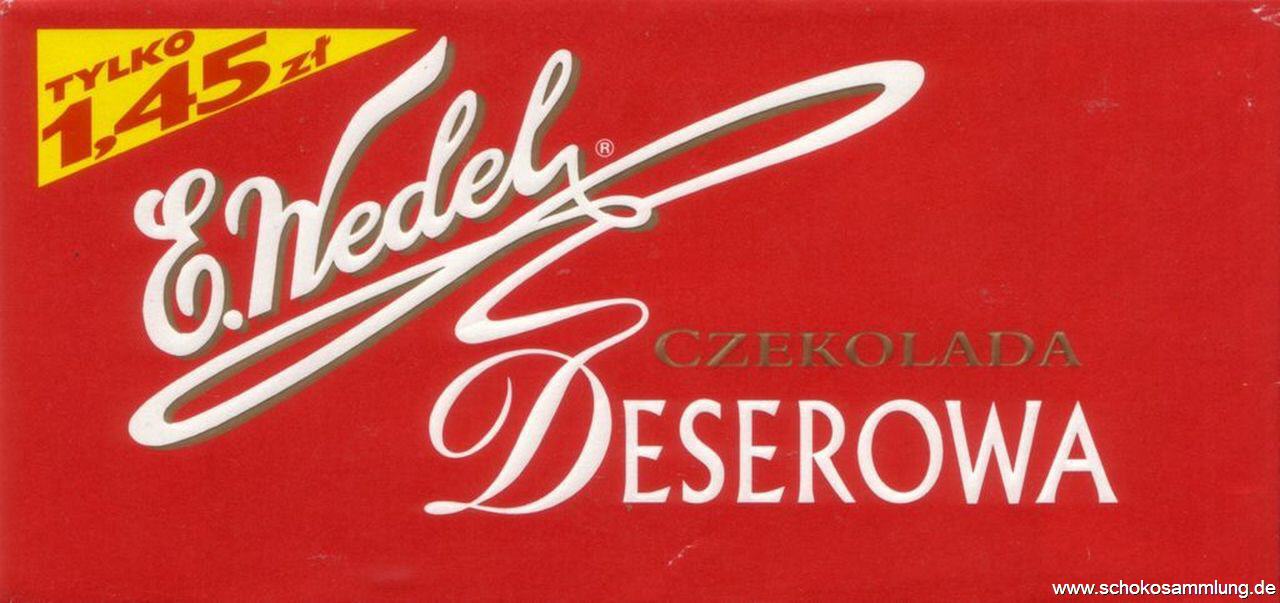 TYLKO
1,45 zł
E. Wedel ®
CZEKOLADA
DESEROWA
www.schokosammlung.de